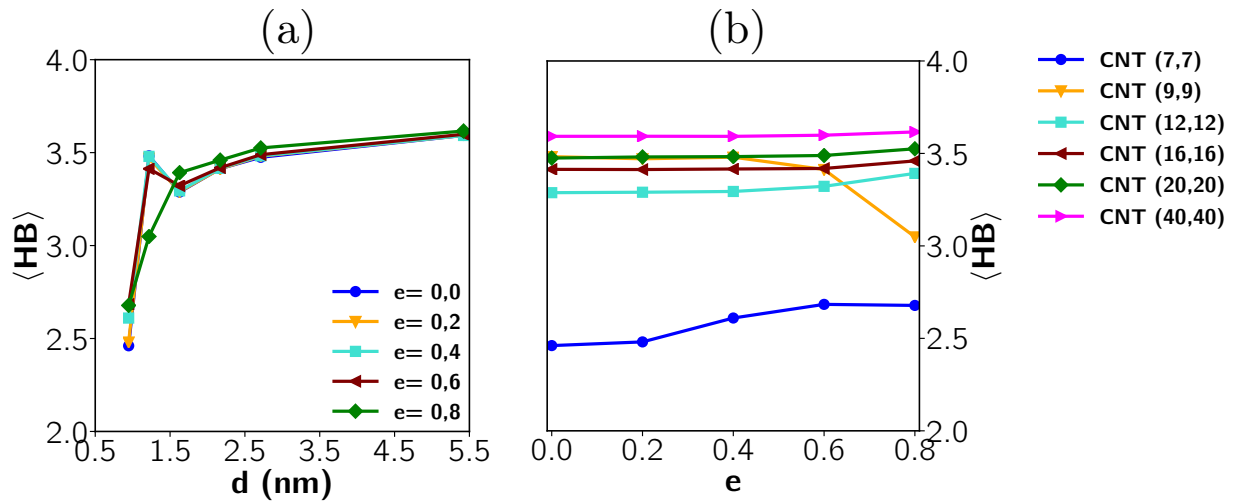 (a)
4.0
3.5
3.0
2.5
2.0
⟨HB⟩
0.5 1.5 2.5 3.5 4.5 5.5
d (nm)
e= 0,0
e= 0,2
e= 0,4
e= 0,6
e= 0,8
(b)
4.0
3.5
3.0
2.5
2.0
⟨HB⟩
0.0 0.2 0.4 0.6 0.8
e
CNT (7,7)
CNT (9,9)
CNT (12,12)
CNT (16,16)
CNT (20,20)
CNT (40,40)